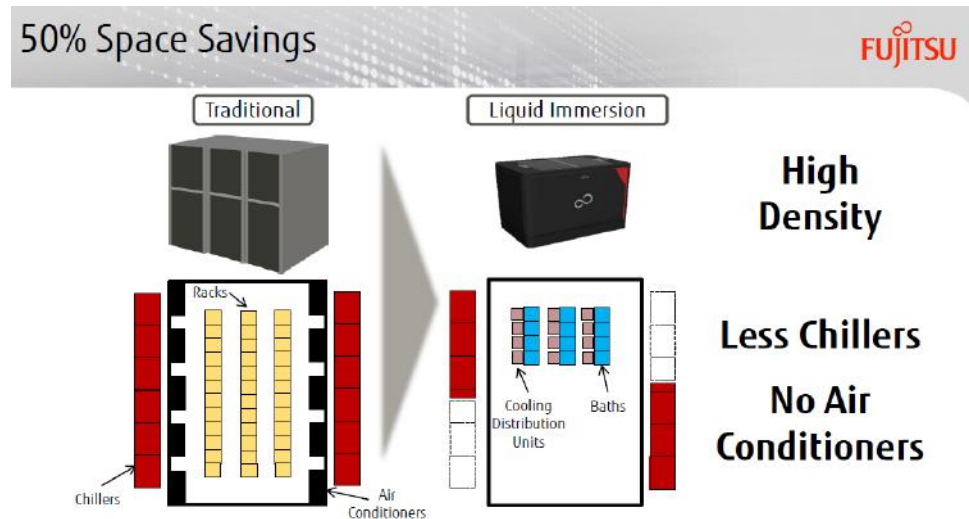 50% Space Savings
FUJITSU
Traditional
Liquid Immersion
High
Density
Racks
Chillers
Air
Conditioners
Cooling
Distribution
Units
Baths
Less Chillers
No Air
Conditioners